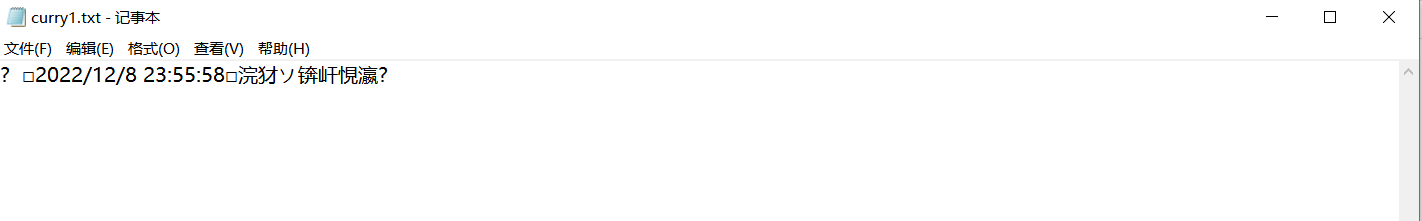 curry1.txt - 记事本
文件(F) 编辑(E) 格式(O) 查看(V) 帮助(H)
? □2022/12/8 23:55:58□浣犲ソ锛屽悓瀛?